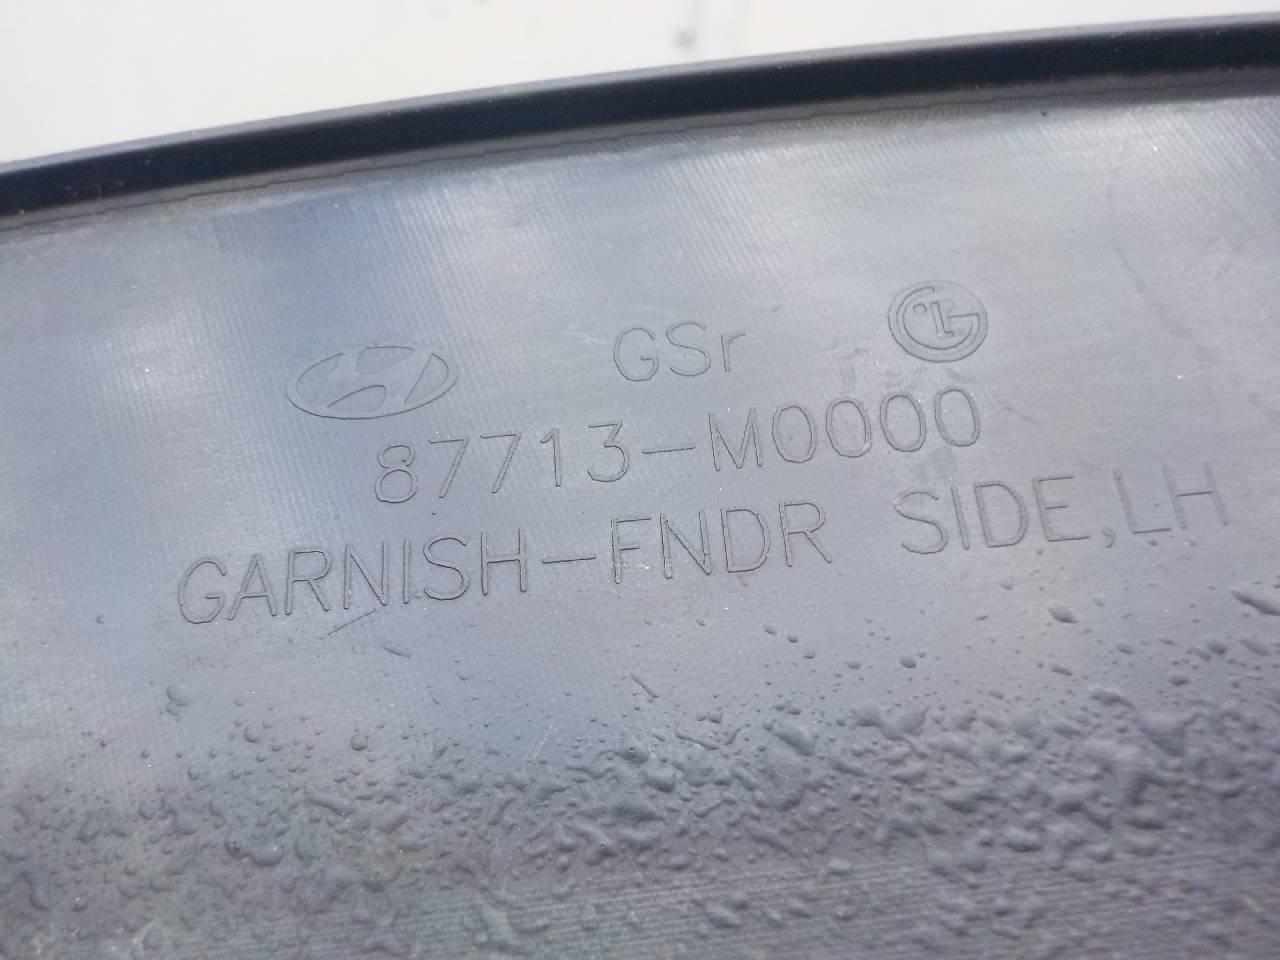 GSr
87713-M0000
GARNISH-FNDR SIDE,LH